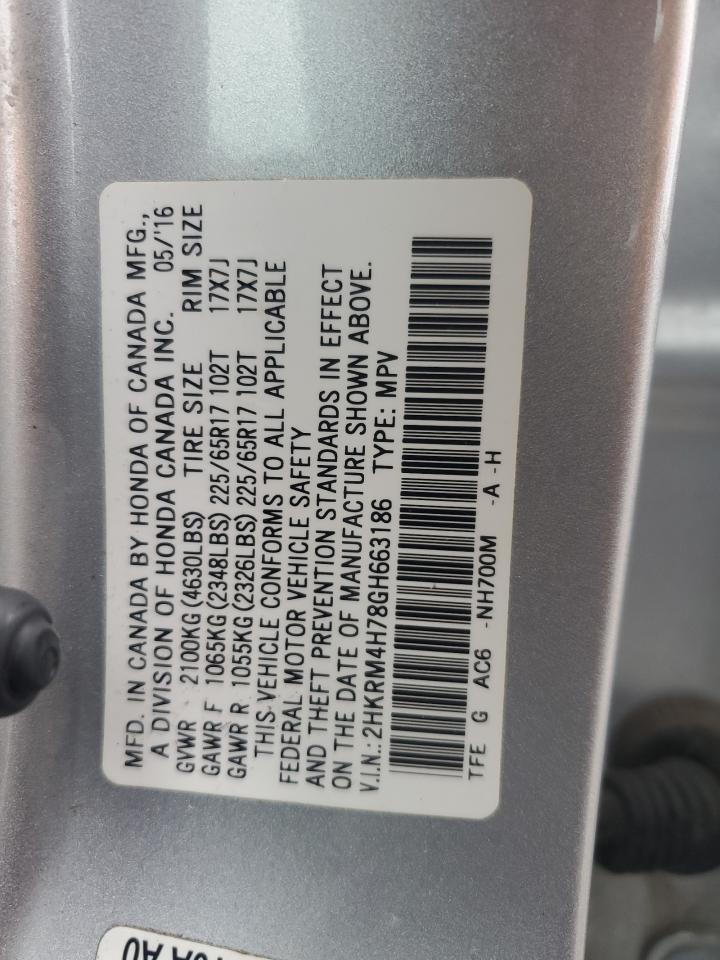 MFD. IN CANADA BY HONDA OF CANADA MFG.,
A DIVISION OF HONDA CANADA INC. 05/'16
GVWR 2100KG(4630LBS) TIRE SIZE RIM SIZE
GAWR F 1065KG(2348LBS) 225/65R17 102T 17X7J
GAWR R 1055KG(2326LBS) 225/65R17 102T 17X7J
THIS VEHICLE CONFORMS TO ALL APPLICABLE
FEDERAL MOTOR VEHICLE SAFETY
AND THEFT PREVENTION STANDARDS IN EFFECT
ON THE DATE OF MANUFACTURE SHOWN ABOVE.
V.I.N.:2HKRM4H78GH663186 TYPE: MPV
TFE G AC6 -NH700M -A -H